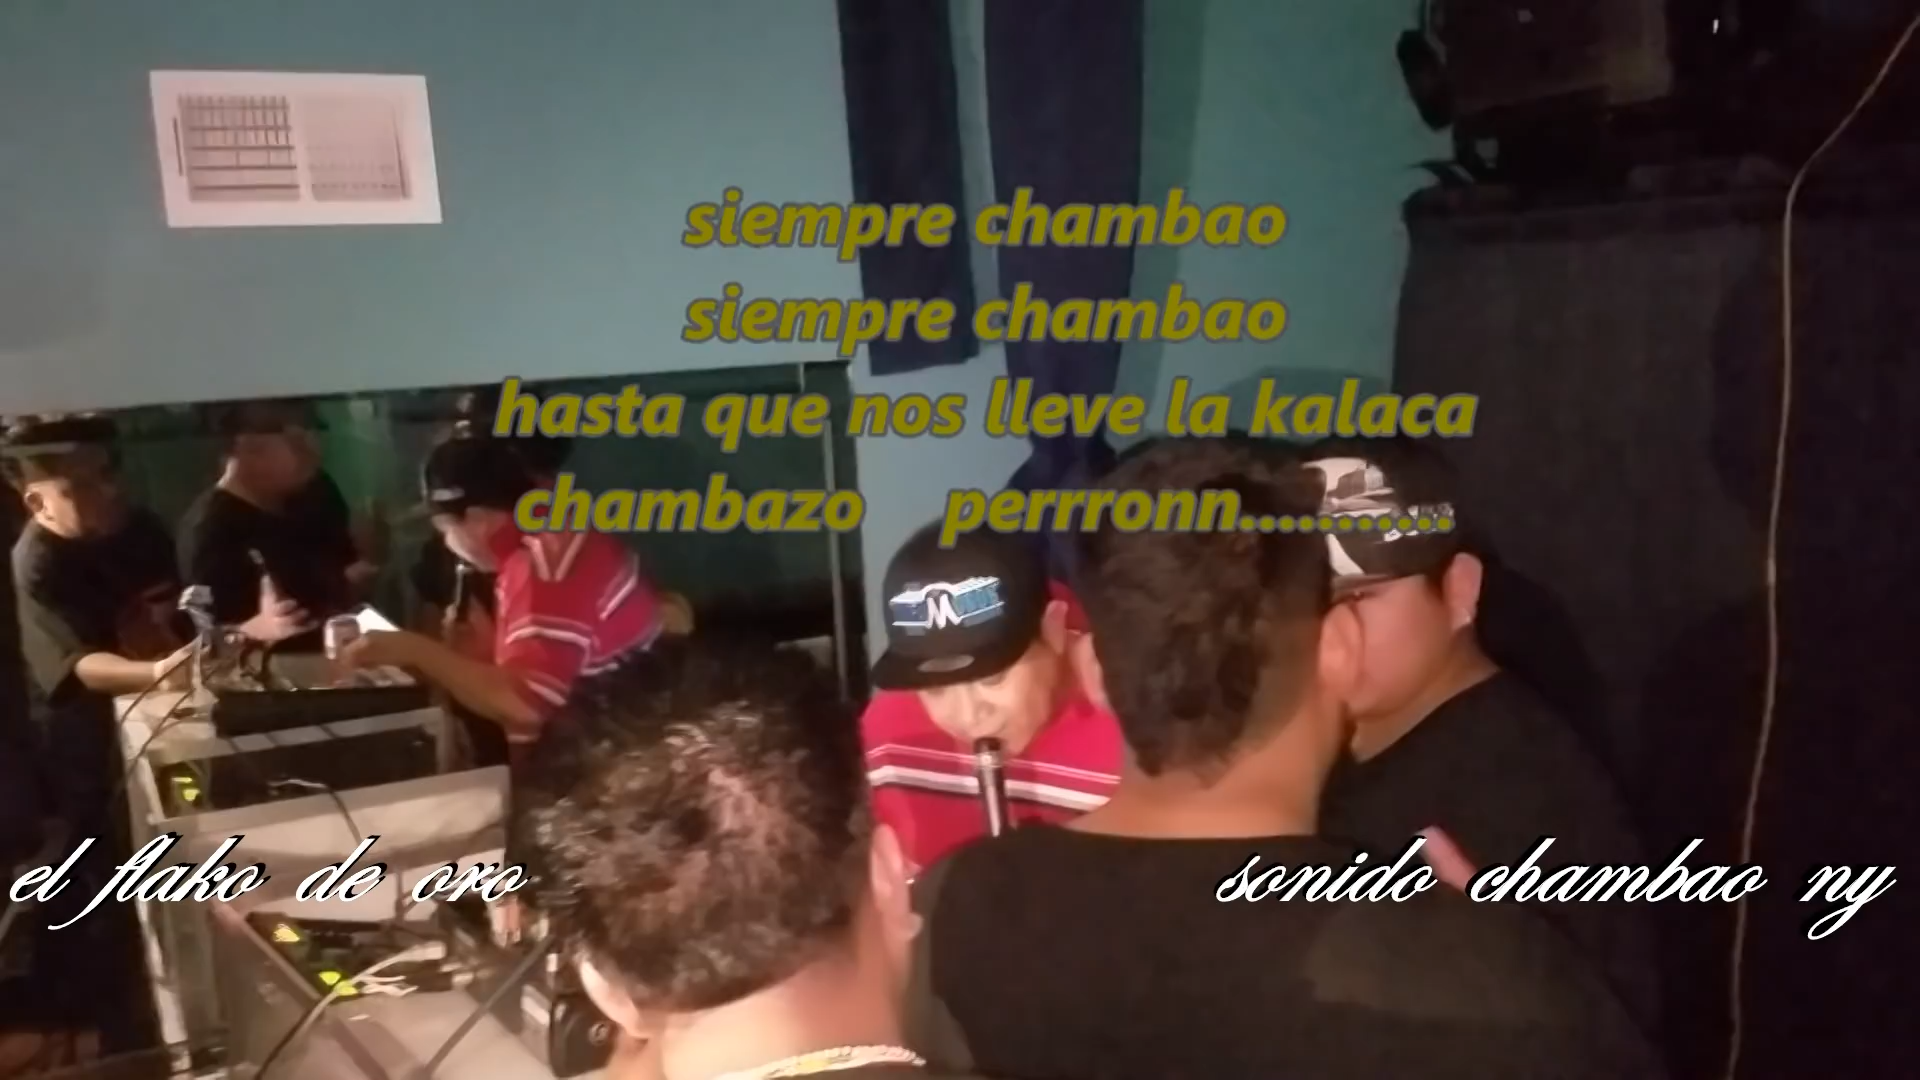 siempre chambao
siempre chambao
hasta que nos lleve la kalaca
chambazo perrronn...........
el flako de oro
sonido chambao ny